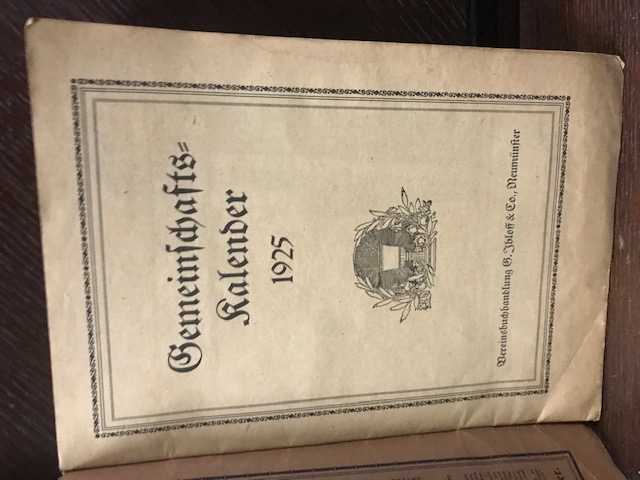 Gemeinschafts=
Kalender
1925
Vereinsbuchhandlung G. Ihloff & Co., Neumünster